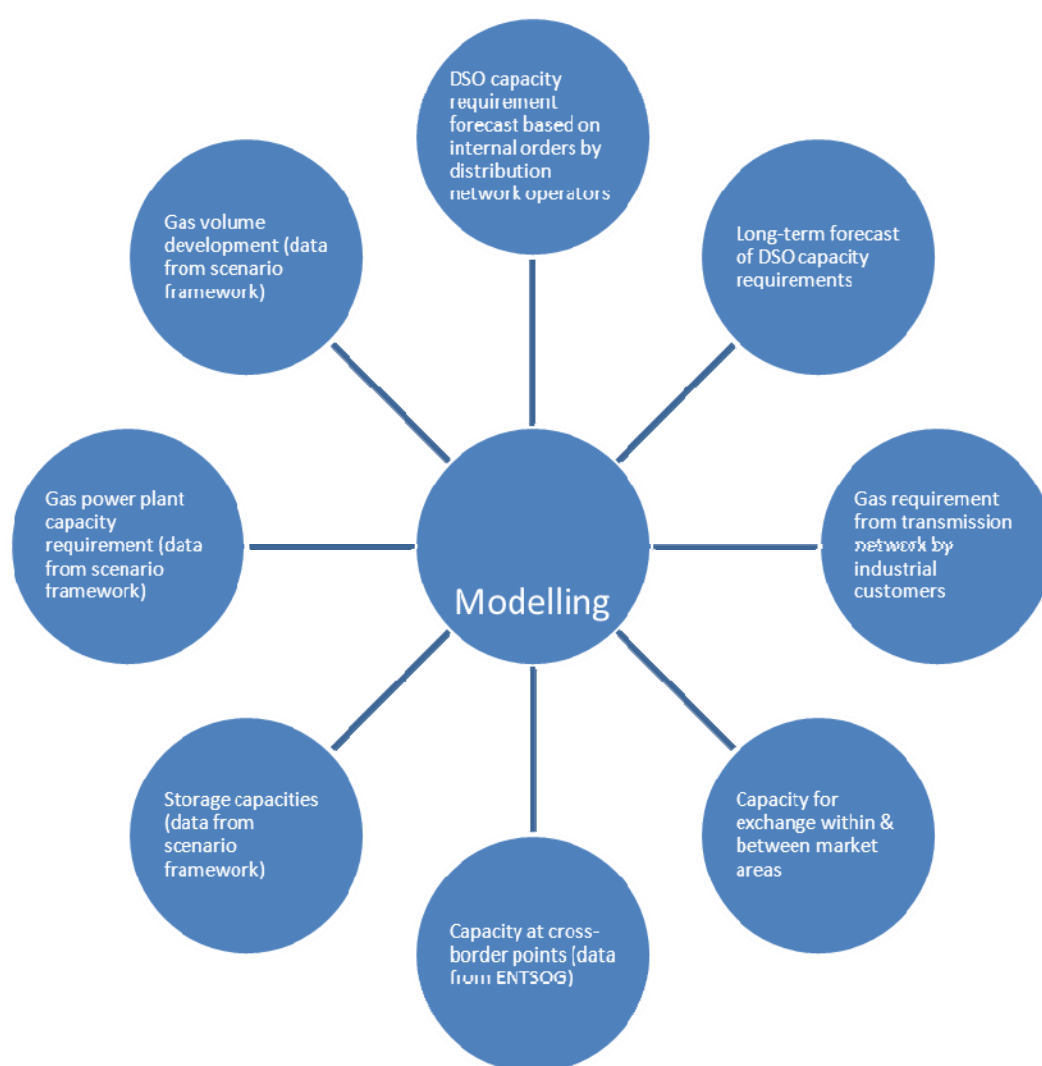 DSO capacity
requirement
forecast based on
internal orders by
distribution
network operators
Long-term forecast
of DSO capacity
requirements
Gas requirement
from transmission
network by
industrial
customers
Capacity for
exchange within &
between market
areas
Capacity at cross-
border points (data
from ENTSOG)
Storage capacities
(data from
scenario
framework)
Gas power plant
capacity
requirement (data
from scenario
framework)
Gas volume
development (data
from scenario
framework)
Modelling